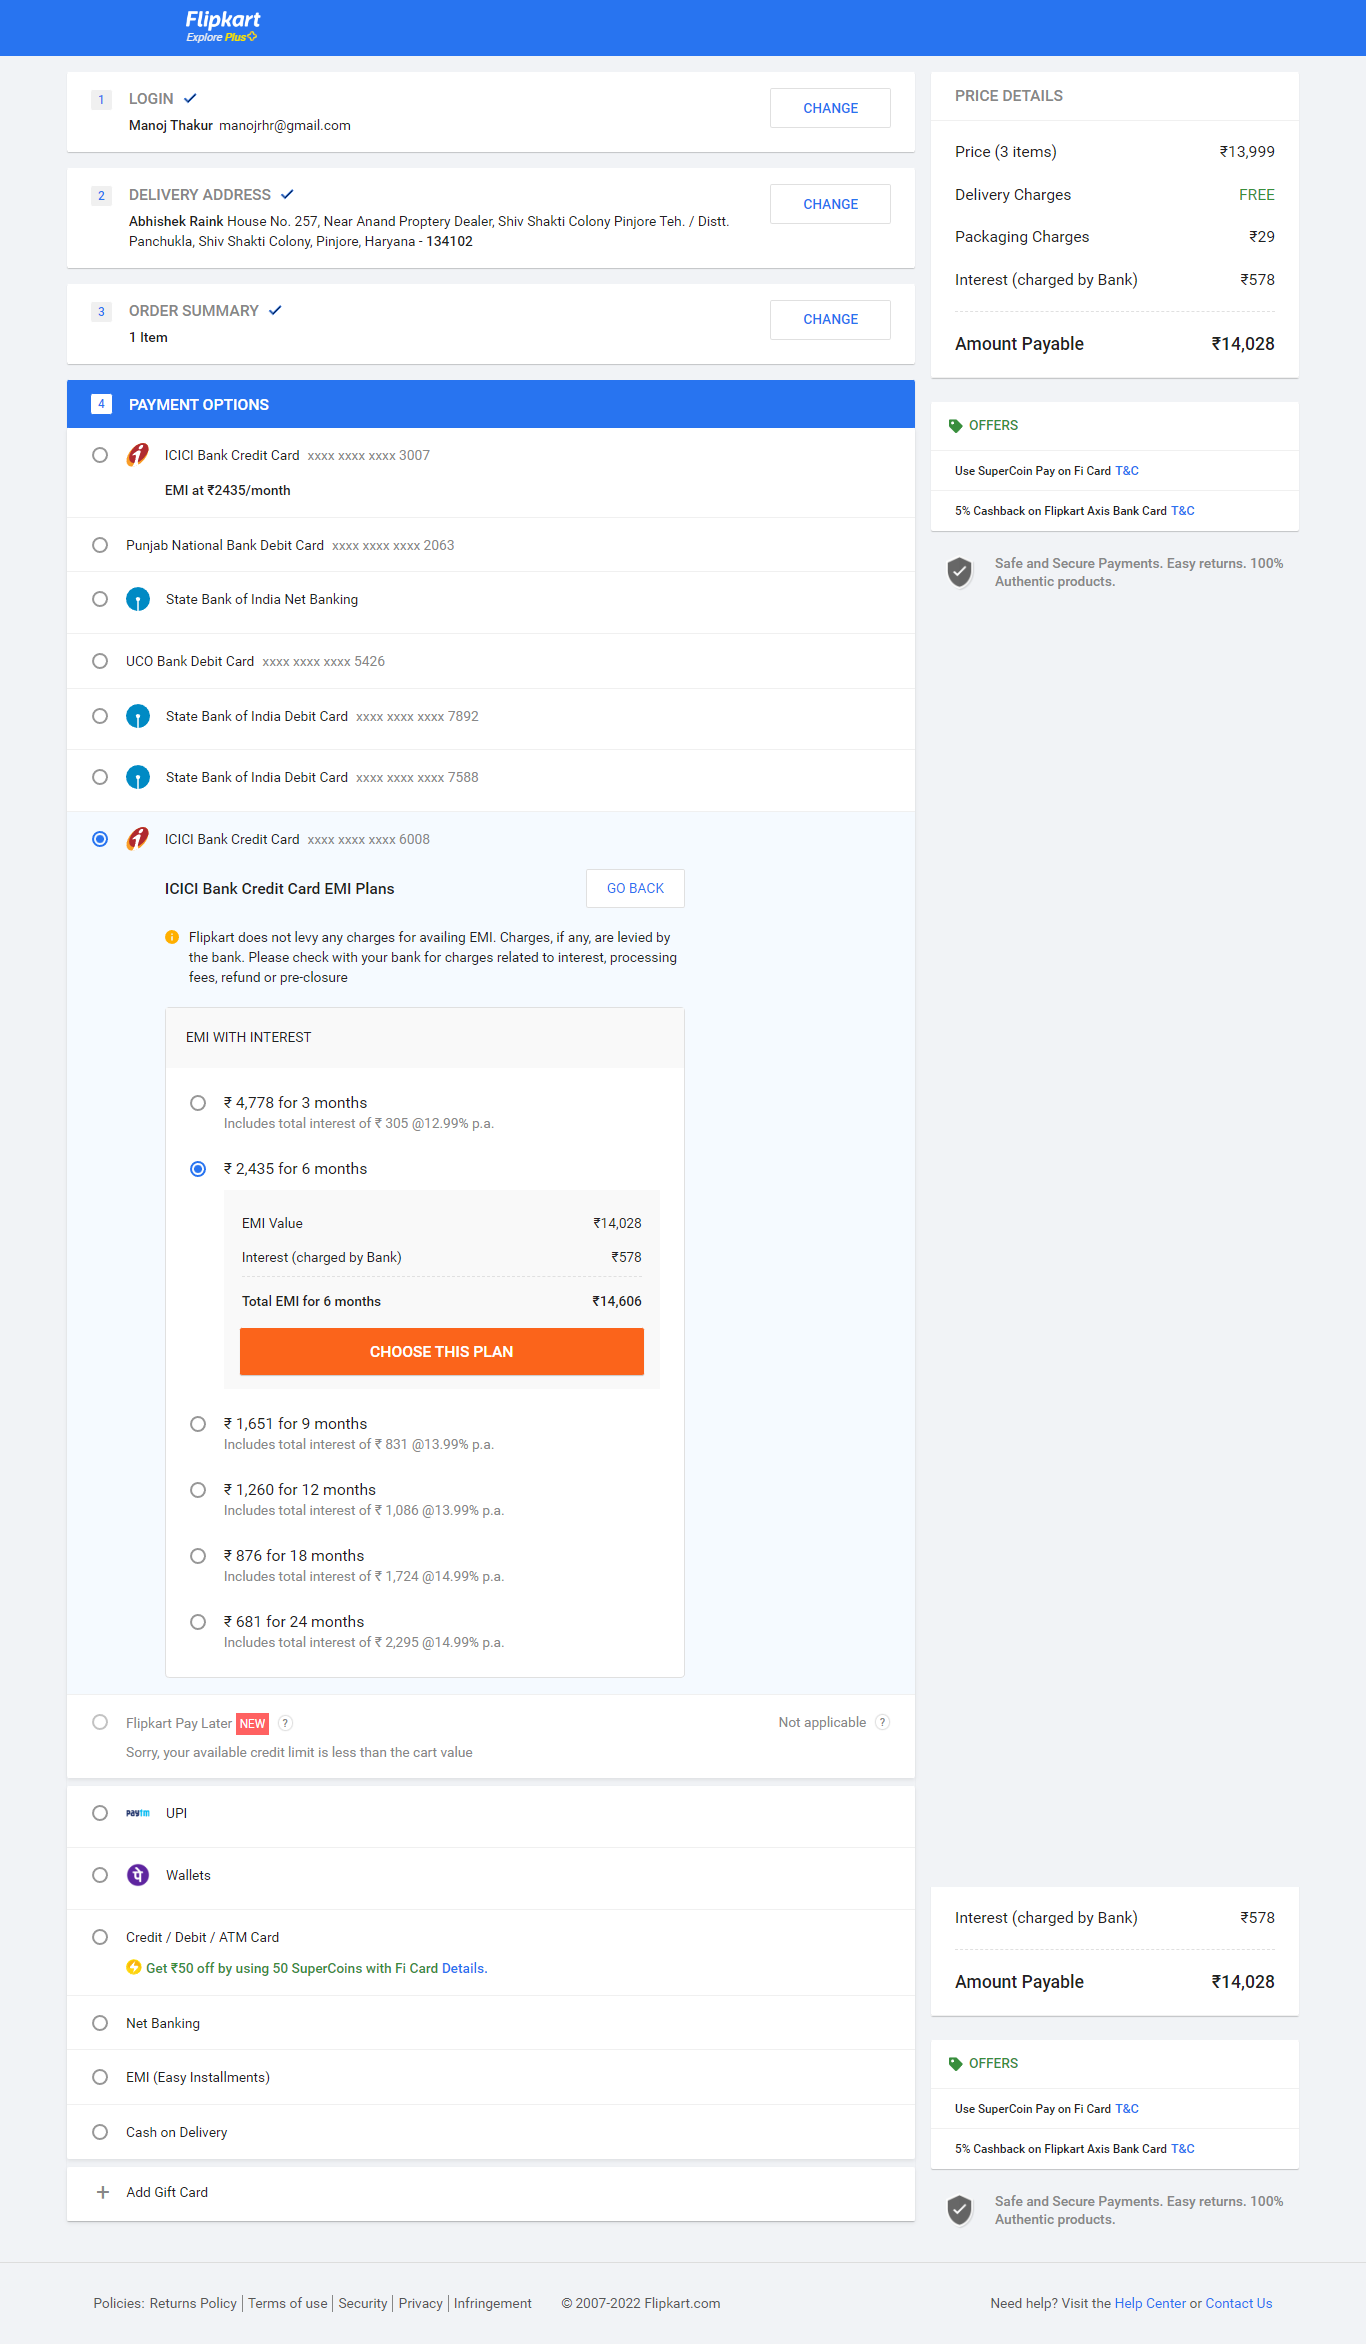 Flipkart
Explore Plus
1 LOGIN
Manoj Thakur manojrhr@gmail.com
CHANGE
2 DELIVERY ADDRESS
Abhishek Raink House No. 257, Near Anand Proptery Dealer, Shiv Shakti Colony Pinjore Teh. / Distt.
Panchukla, Shiv Shakti Colony, Pinjore, Haryana - 134102
CHANGE
3 ORDER SUMMARY
1 Item
CHANGE
4 PAYMENT OPTIONS
ICICI Bank Credit Card xxxx xxxx xxxx 3007
EMI at ₹2435/month
Punjab National Bank Debit Card xxxx xxxx xxxx 2063
State Bank of India Net Banking
UCO Bank Debit Card xxxx xxxx xxxx 5426
State Bank of India Debit Card xxxx xxxx xxxx 7892
State Bank of India Debit Card xxxx xxxx xxxx 7588
ICICI Bank Credit Card xxxx xxxx xxxx 6008
ICICI Bank Credit Card EMI Plans
GO BACK
Flipkart does not levy any charges for availing EMI. Charges, if any, are levied by
the bank. Please check with your bank for charges related to interest, processing
fees, refund or pre-closure
EMI WITH INTEREST
₹ 4,778 for 3 months
Includes total interest of ₹ 305 @12.99% p.a.
₹ 2,435 for 6 months
EMI Value ₹14,028
Interest (charged by Bank) ₹578
Total EMI for 6 months ₹14,606
CHOOSE THIS PLAN
₹ 1,651 for 9 months
Includes total interest of ₹ 831 @13.99% p.a.
₹ 1,260 for 12 months
Includes total interest of ₹ 1,086 @13.99% p.a.
₹ 876 for 18 months
Includes total interest of ₹ 1,724 @14.99% p.a.
₹ 681 for 24 months
Includes total interest of ₹ 2,295 @14.99% p.a.
Flipkart Pay Later NEW ? Not applicable ?
Sorry, your available credit limit is less than the cart value
paytm UPI
पे Wallets
Credit / Debit / ATM Card
Get ₹50 off by using 50 SuperCoins with Fi Card Details.
Net Banking
EMI (Easy Installments)
Cash on Delivery
+ Add Gift Card
PRICE DETAILS
Price (3 items) ₹13,999
Delivery Charges FREE
Packaging Charges ₹29
Interest (charged by Bank) ₹578
Amount Payable ₹14,028
OFFERS
Use SuperCoin Pay on Fi Card T&C
5% Cashback on Flipkart Axis Bank Card T&C
Safe and Secure Payments. Easy returns. 100%
Authentic products.
Interest (charged by Bank) ₹578
Amount Payable ₹14,028
OFFERS
Use SuperCoin Pay on Fi Card T&C
5% Cashback on Flipkart Axis Bank Card T&C
Safe and Secure Payments. Easy returns. 100%
Authentic products.
Policies: Returns Policy | Terms of use | Security | Privacy | Infringement © 2007-2022 Flipkart.com Need help? Visit the Help Center or Contact Us